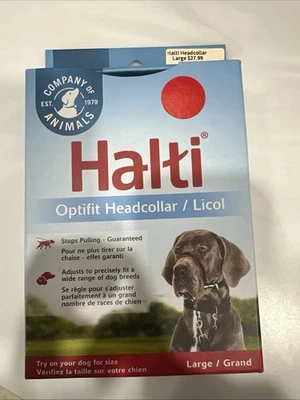 Halti Headcollar
Large $27.99
COMPANY OF
EST. 1979
ANIMALS
Halti®
Optifit Headcollar / Licol
Stops Pulling - Guaranteed
Pour ne plus tirer sur la
chaise - effet garanti
Adjusts to precisely fit a
wide range of dog breeds
Se règle pour s'adjuster
parfaitement à un grand
nombre de races de chien
Try on your dog for size
Vérifiez la taille sur votre chien
Large / Grand